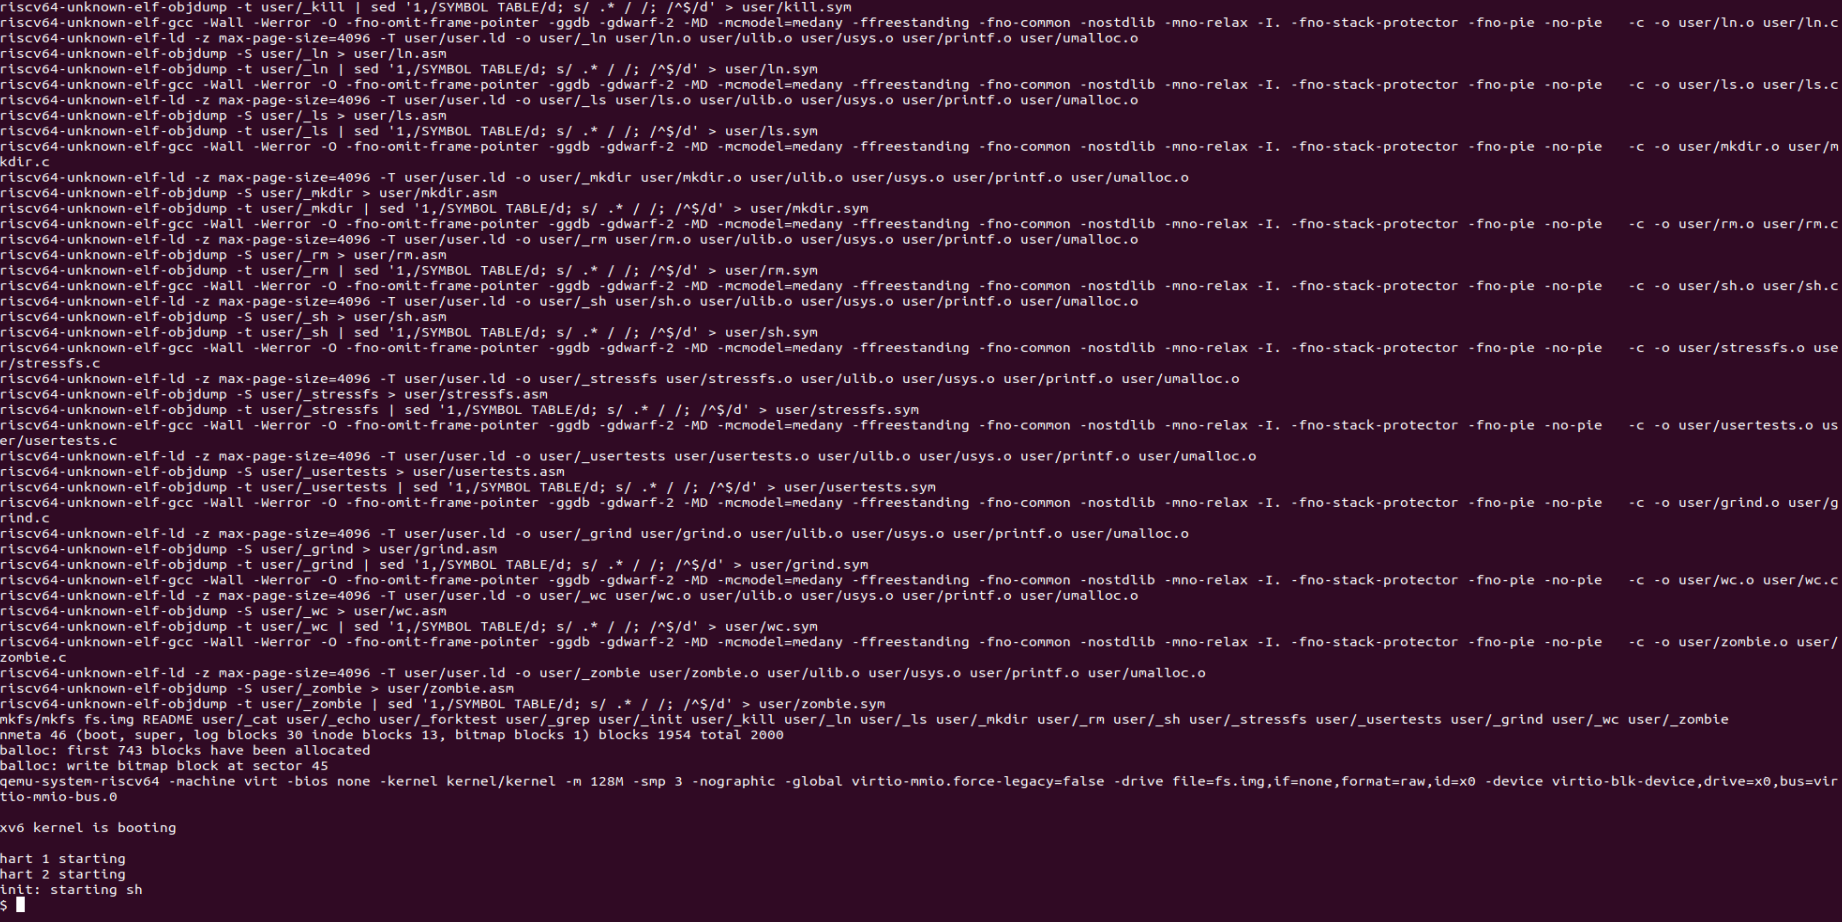 riscv64-unknown-elf-objdump -t user/_kill | sed '1,/SYMBOL TABLE/d; s/ .* / /; /^$/d' > user/kill.sym
riscv64-unknown-elf-gcc -Wall -Werror -O -fno-omit-frame-pointer -ggdb -gdwarf-2 -MD -mcmodel=medany -ffreestanding -fno-common -nostdlib -mno-relax -I. -fno-stack-protector -fno-pie -no-pie   -c -o user/ln.o user/ln.c
riscv64-unknown-elf-ld -z max-page-size=4096 -T user/user.ld -o user/_ln user/ln.o user/ulib.o user/usys.o user/printf.o user/umalloc.o
riscv64-unknown-elf-objdump -S user/_ln > user/ln.asm
riscv64-unknown-elf-objdump -t user/_ln | sed '1,/SYMBOL TABLE/d; s/ .* / /; /^$/d' > user/ln.sym
riscv64-unknown-elf-gcc -Wall -Werror -O -fno-omit-frame-pointer -ggdb -gdwarf-2 -MD -mcmodel=medany -ffreestanding -fno-common -nostdlib -mno-relax -I. -fno-stack-protector -fno-pie -no-pie   -c -o user/ls.o user/ls.c
riscv64-unknown-elf-ld -z max-page-size=4096 -T user/user.ld -o user/_ls user/ls.o user/ulib.o user/usys.o user/printf.o user/umalloc.o
riscv64-unknown-elf-objdump -S user/_ls > user/ls.asm
riscv64-unknown-elf-objdump -t user/_ls | sed '1,/SYMBOL TABLE/d; s/ .* / /; /^$/d' > user/ls.sym
riscv64-unknown-elf-gcc -Wall -Werror -O -fno-omit-frame-pointer -ggdb -gdwarf-2 -MD -mcmodel=medany -ffreestanding -fno-common -nostdlib -mno-relax -I. -fno-stack-protector -fno-pie -no-pie   -c -o user/mkdir.o user/m
kdir.c
riscv64-unknown-elf-ld -z max-page-size=4096 -T user/user.ld -o user/_mkdir user/mkdir.o user/ulib.o user/usys.o user/printf.o user/umalloc.o
riscv64-unknown-elf-objdump -S user/_mkdir > user/mkdir.asm
riscv64-unknown-elf-objdump -t user/_mkdir | sed '1,/SYMBOL TABLE/d; s/ .* / /; /^$/d' > user/mkdir.sym
riscv64-unknown-elf-gcc -Wall -Werror -O -fno-omit-frame-pointer -ggdb -gdwarf-2 -MD -mcmodel=medany -ffreestanding -fno-common -nostdlib -mno-relax -I. -fno-stack-protector -fno-pie -no-pie   -c -o user/rm.o user/rm.c
riscv64-unknown-elf-ld -z max-page-size=4096 -T user/user.ld -o user/_rm user/rm.o user/ulib.o user/usys.o user/printf.o user/umalloc.o
riscv64-unknown-elf-objdump -S user/_rm > user/rm.asm
riscv64-unknown-elf-objdump -t user/_rm | sed '1,/SYMBOL TABLE/d; s/ .* / /; /^$/d' > user/rm.sym
riscv64-unknown-elf-gcc -Wall -Werror -O -fno-omit-frame-pointer -ggdb -gdwarf-2 -MD -mcmodel=medany -ffreestanding -fno-common -nostdlib -mno-relax -I. -fno-stack-protector -fno-pie -no-pie   -c -o user/sh.o user/sh.c
riscv64-unknown-elf-ld -z max-page-size=4096 -T user/user.ld -o user/_sh user/sh.o user/ulib.o user/usys.o user/printf.o user/umalloc.o
riscv64-unknown-elf-objdump -S user/_sh > user/sh.asm
riscv64-unknown-elf-objdump -t user/_sh | sed '1,/SYMBOL TABLE/d; s/ .* / /; /^$/d' > user/sh.sym
riscv64-unknown-elf-gcc -Wall -Werror -O -fno-omit-frame-pointer -ggdb -gdwarf-2 -MD -mcmodel=medany -ffreestanding -fno-common -nostdlib -mno-relax -I. -fno-stack-protector -fno-pie -no-pie   -c -o user/stressfs.o use
r/stressfs.c
riscv64-unknown-elf-ld -z max-page-size=4096 -T user/user.ld -o user/_stressfs user/stressfs.o user/ulib.o user/usys.o user/printf.o user/umalloc.o
riscv64-unknown-elf-objdump -S user/_stressfs > user/stressfs.asm
riscv64-unknown-elf-objdump -t user/_stressfs | sed '1,/SYMBOL TABLE/d; s/ .* / /; /^$/d' > user/stressfs.sym
riscv64-unknown-elf-gcc -Wall -Werror -O -fno-omit-frame-pointer -ggdb -gdwarf-2 -MD -mcmodel=medany -ffreestanding -fno-common -nostdlib -mno-relax -I. -fno-stack-protector -fno-pie -no-pie   -c -o user/usertests.o us
er/usertests.c
riscv64-unknown-elf-ld -z max-page-size=4096 -T user/user.ld -o user/_usertests user/usertests.o user/ulib.o user/usys.o user/printf.o user/umalloc.o
riscv64-unknown-elf-objdump -S user/_usertests > user/usertests.asm
riscv64-unknown-elf-objdump -t user/_usertests | sed '1,/SYMBOL TABLE/d; s/ .* / /; /^$/d' > user/usertests.sym
riscv64-unknown-elf-gcc -Wall -Werror -O -fno-omit-frame-pointer -ggdb -gdwarf-2 -MD -mcmodel=medany -ffreestanding -fno-common -nostdlib -mno-relax -I. -fno-stack-protector -fno-pie -no-pie   -c -o user/grind.o user/g
rind.c
riscv64-unknown-elf-ld -z max-page-size=4096 -T user/user.ld -o user/_grind user/grind.o user/ulib.o user/usys.o user/printf.o user/umalloc.o
riscv64-unknown-elf-objdump -S user/_grind > user/grind.asm
riscv64-unknown-elf-objdump -t user/_grind | sed '1,/SYMBOL TABLE/d; s/ .* / /; /^$/d' > user/grind.sym
riscv64-unknown-elf-gcc -Wall -Werror -O -fno-omit-frame-pointer -ggdb -gdwarf-2 -MD -mcmodel=medany -ffreestanding -fno-common -nostdlib -mno-relax -I. -fno-stack-protector -fno-pie -no-pie   -c -o user/wc.o user/wc.c
riscv64-unknown-elf-ld -z max-page-size=4096 -T user/user.ld -o user/_wc user/wc.o user/ulib.o user/usys.o user/printf.o user/umalloc.o
riscv64-unknown-elf-objdump -S user/_wc > user/wc.asm
riscv64-unknown-elf-objdump -t user/_wc | sed '1,/SYMBOL TABLE/d; s/ .* / /; /^$/d' > user/wc.sym
riscv64-unknown-elf-gcc -Wall -Werror -O -fno-omit-frame-pointer -ggdb -gdwarf-2 -MD -mcmodel=medany -ffreestanding -fno-common -nostdlib -mno-relax -I. -fno-stack-protector -fno-pie -no-pie   -c -o user/zombie.o user/
zombie.c
riscv64-unknown-elf-ld -z max-page-size=4096 -T user/user.ld -o user/_zombie user/zombie.o user/ulib.o user/usys.o user/printf.o user/umalloc.o
riscv64-unknown-elf-objdump -S user/_zombie > user/zombie.asm
riscv64-unknown-elf-objdump -t user/_zombie | sed '1,/SYMBOL TABLE/d; s/ .* / /; /^$/d' > user/zombie.sym
mkfs/mkfs fs.img README user/_cat user/_echo user/_forktest user/_grep user/_init user/_kill user/_ln user/_ls user/_mkdir user/_rm user/_sh user/_stressfs user/_usertests user/_grind user/_wc user/_zombie
nmeta 46 (boot, super, log blocks 30 inode blocks 13, bitmap blocks 1) blocks 1954 total 2000
balloc: first 743 blocks have been allocated
balloc: write bitmap block at sector 45
qemu-system-riscv64 -machine virt -bios none -kernel kernel/kernel -m 128M -smp 3 -nographic -global virtio-mmio.force-legacy=false -drive file=fs.img,if=none,format=raw,id=x0 -device virtio-blk-device,drive=x0,bus=vir
tio-mmio-bus.0
xv6 kernel is booting
hart 1 starting
hart 2 starting
init: starting sh
$